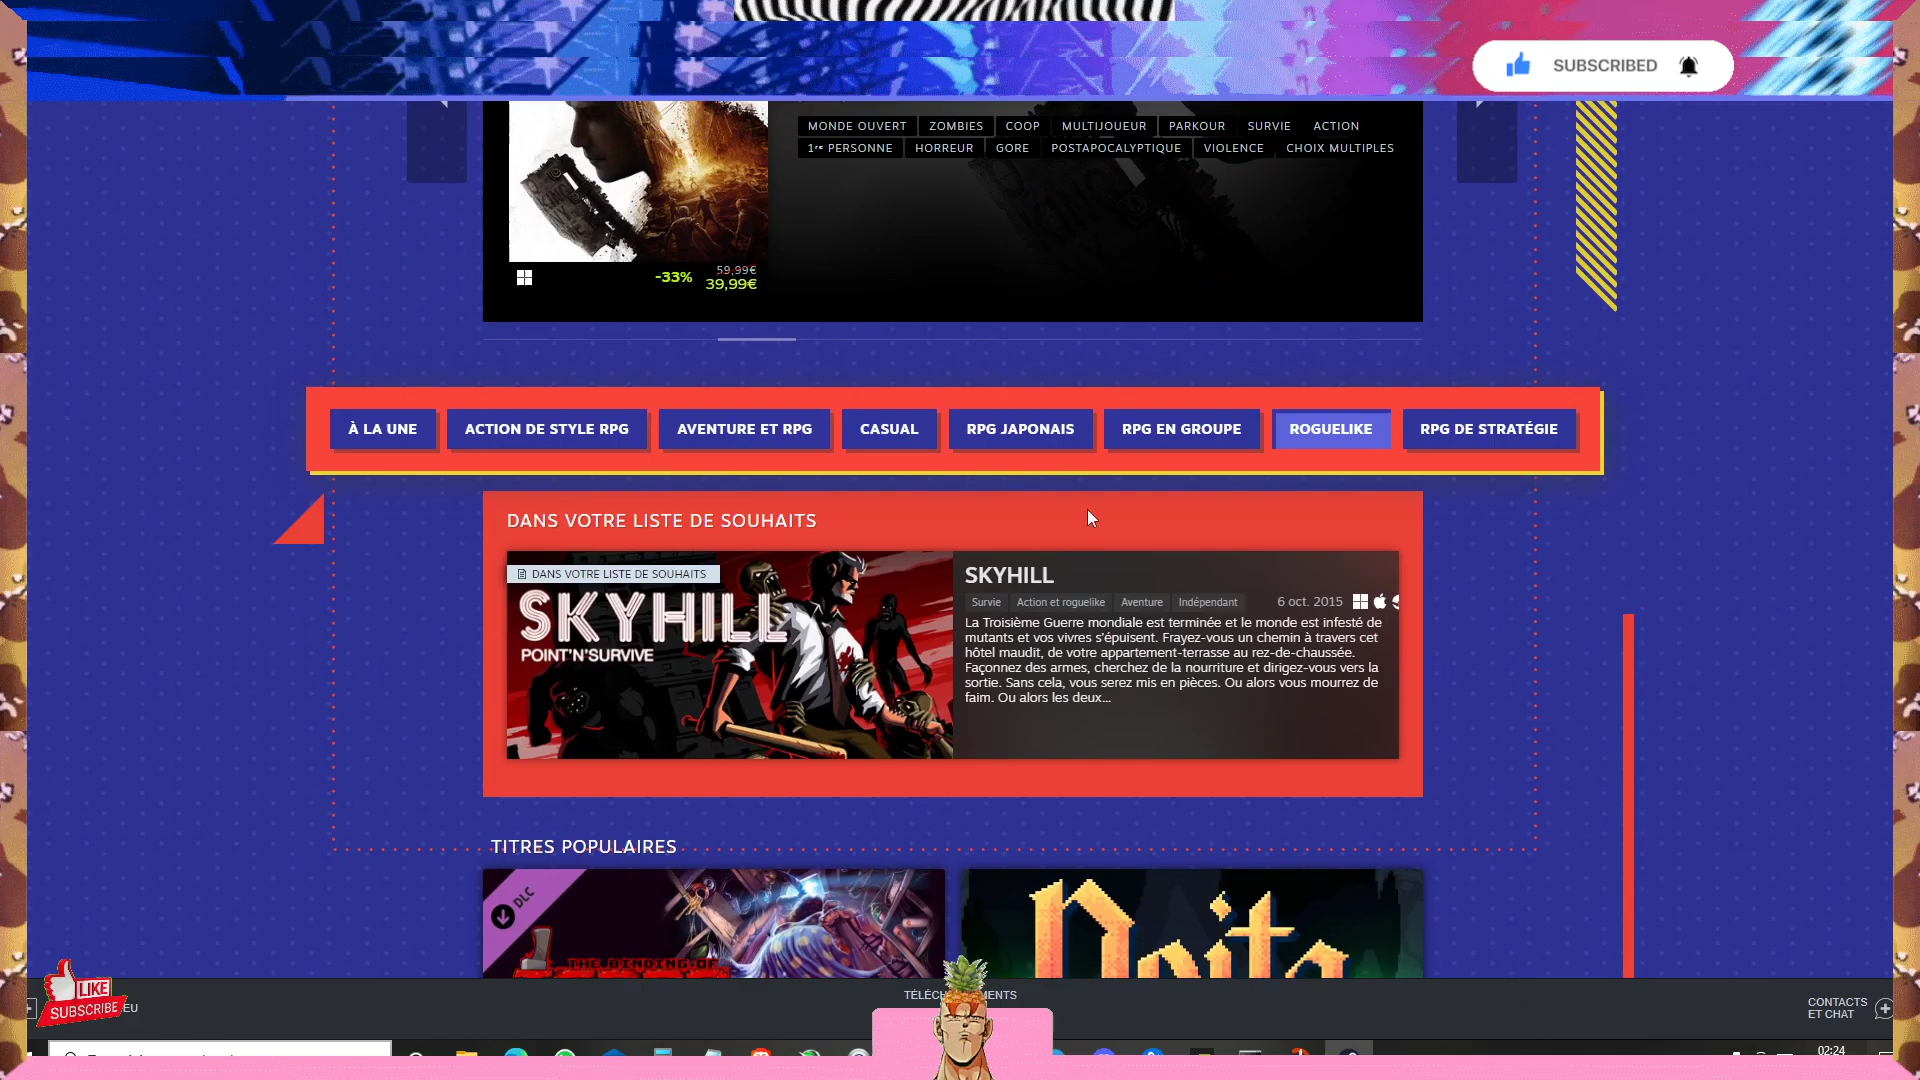 SUBSCRIBED
MONDE OUVERT ZOMBIES COOP MULTIJOUEUR PARKOUR SURVIE ACTION
1ʳᵉ PERSONNE HORREUR GORE POSTAPOCALYPTIQUE VIOLENCE CHOIX MULTIPLES
-33%
59,99€
39,99€
À LA UNE ACTION DE STYLE RPG AVENTURE ET RPG CASUAL RPG JAPONAIS RPG EN GROUPE ROGUELIKE RPG DE STRATÉGIE
DANS VOTRE LISTE DE SOUHAITS
DANS VOTRE LISTE DE SOUHAITS
SKYHILL
POINT'N'SURVIVE
SKYHILL
Survie Action et roguelike Aventure Indépendant 6 oct. 2015
La Troisième Guerre mondiale est terminée et le monde est infesté de
mutants et vos vivres s'épuisent. Frayez-vous un chemin à travers cet
hôtel maudit, de votre appartement-terrasse au rez-de-chaussée.
Façonnez des armes, cherchez de la nourriture et dirigez-vous vers la
sortie. Sans cela, vous serez mis en pièces. Ou alors vous mourrez de
faim. Ou alors les deux...
TITRES POPULAIRES
DLC
THE BINDING OF
Noita
LIKE
SUBSCRIBE
CONTACTS
ET CHAT
02:24